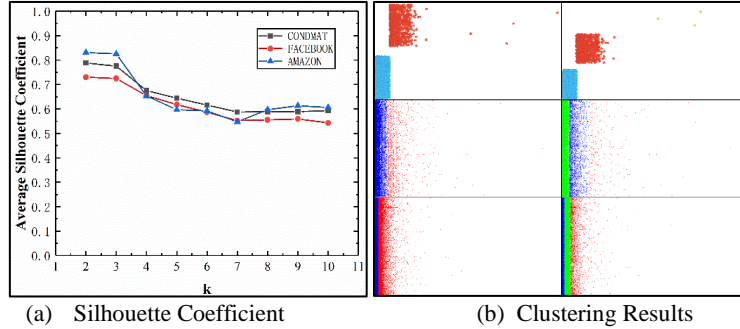 1.0
0.9
0.8
0.7
0.6
0.5
0.4
0.3
0.2
0.1
0.0
Average Silhouette Coefficient
CONDMAT
FACEBOOK
AMAZON
1 2 3 4 5 6 7 8 9 10 11
k
(a) Silhouette Coefficient
(b) Clustering Results